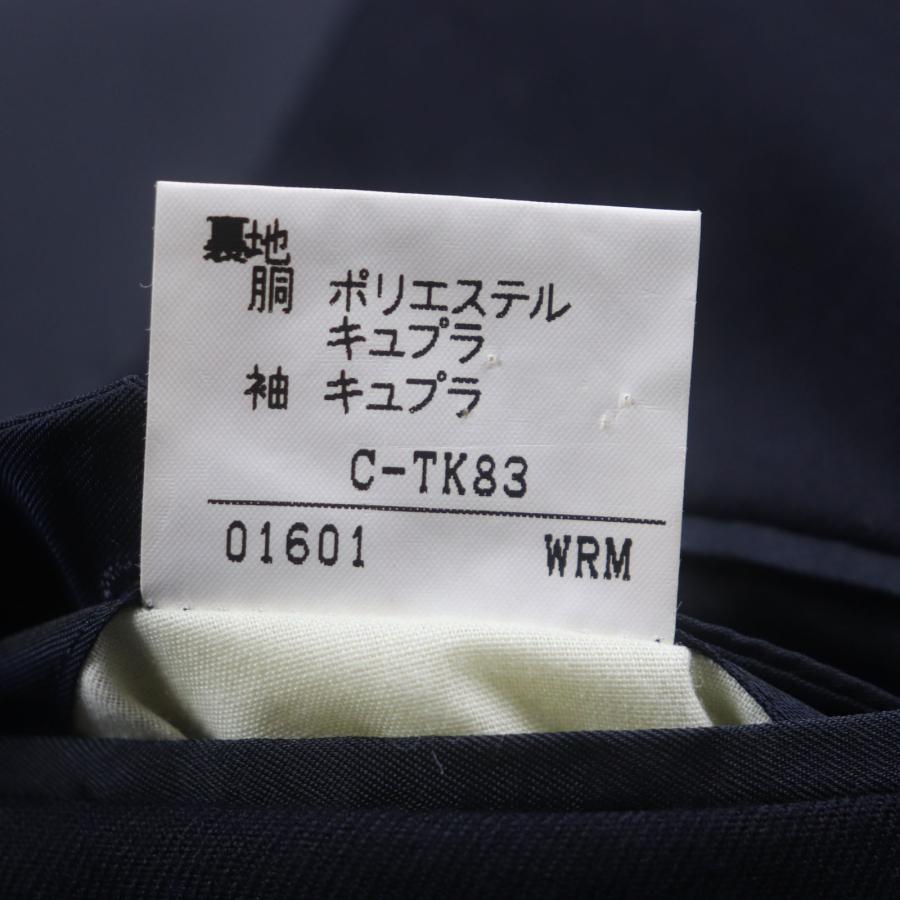 裏地
胴 ポリエステル
キュプラ
袖 キュプラ
C-TK83
01601 WRM